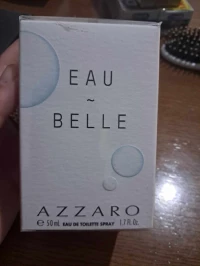 EAU
~
BELLE
AZZARO
℮ 50 mL EAU DE TOILETTE SPRAY 1.7 Fl. Oz.